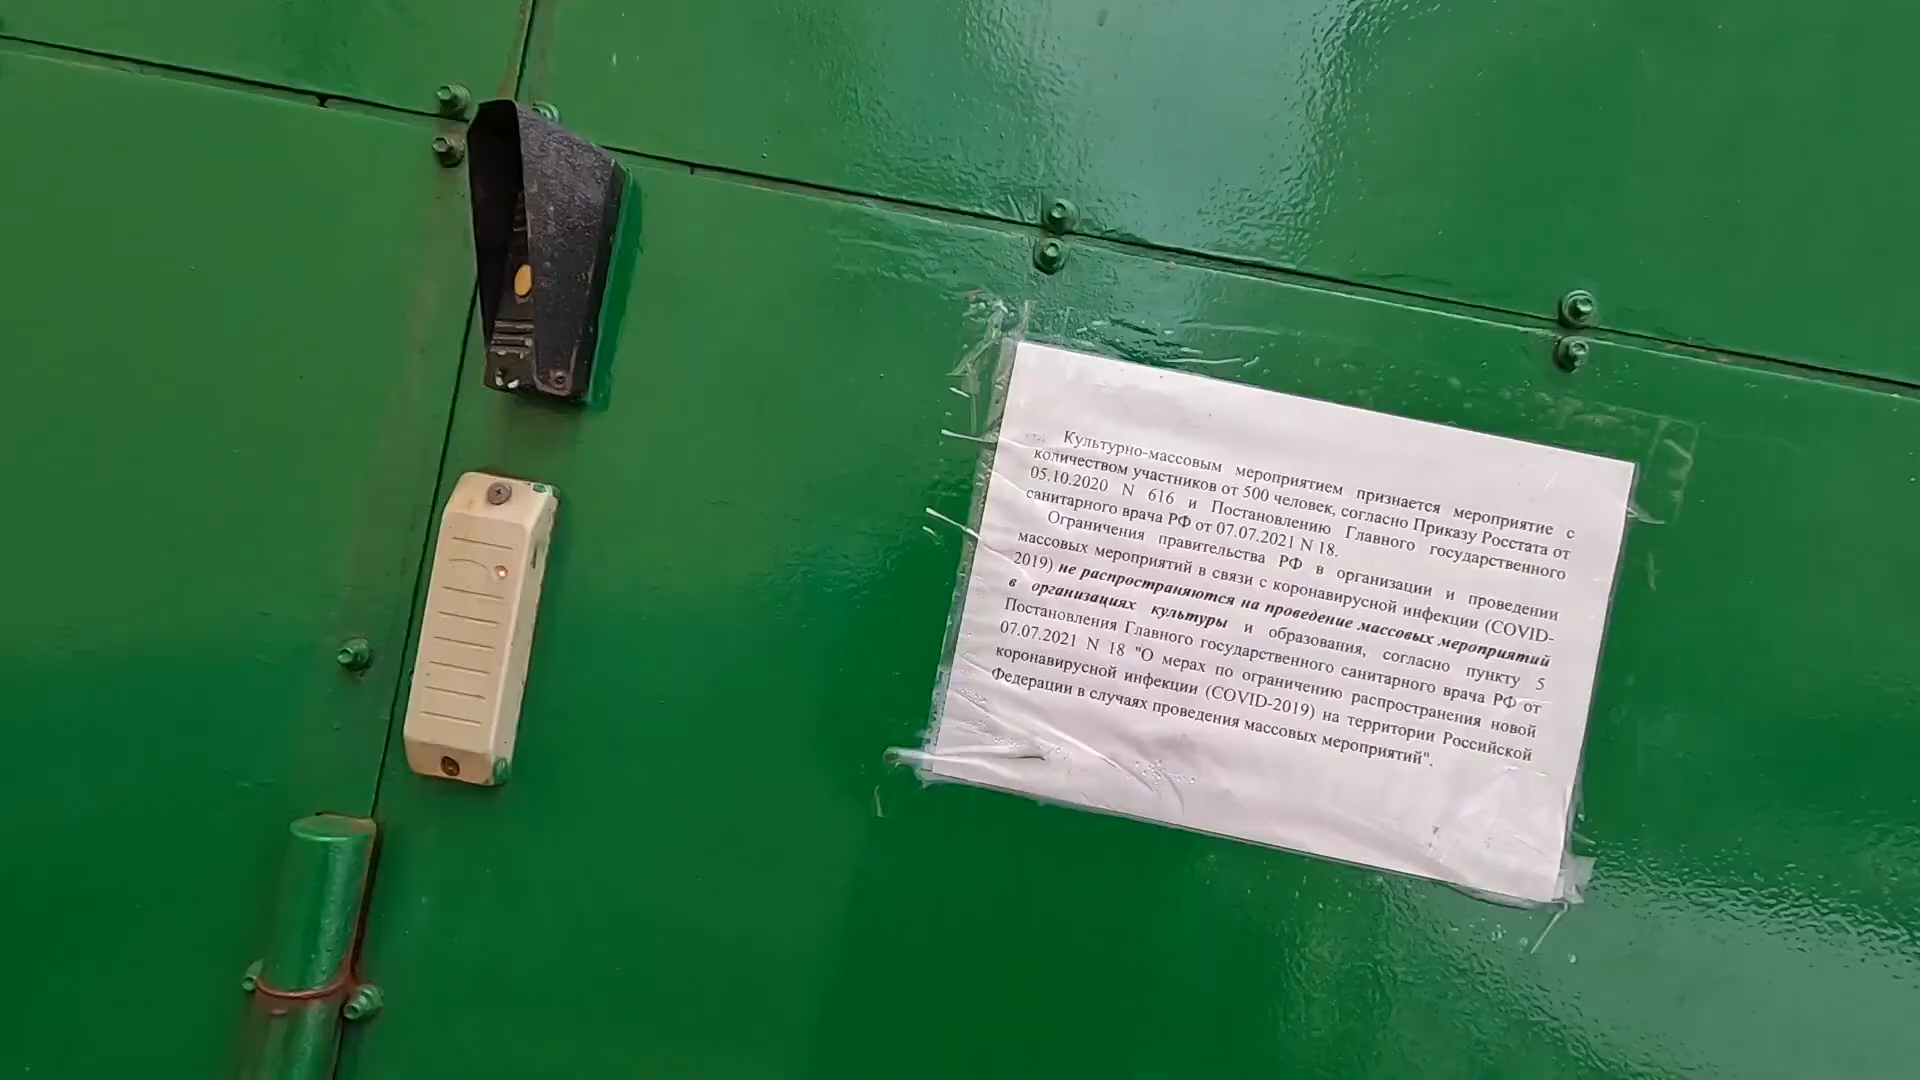 Культурно-массовым мероприятием признается мероприятие с
количеством участников от 500 человек, согласно Приказу Росстата от
05.10.2020 N 616 и Постановлению Главного государственного
санитарного врача РФ от 07.07.2021 N 18.
Ограничения правительства РФ в организации и проведении
массовых мероприятий в связи с коронавирусной инфекции (COVID-
2019) не распространяются на проведение массовых мероприятий
в организациях культуры и образования, согласно пункту 5
Постановления Главного государственного санитарного врача РФ от
07.07.2021 N 18 "О мерах по ограничению распространения новой
коронавирусной инфекции (COVID-2019) на территории Российской
Федерации в случаях проведения массовых мероприятий".